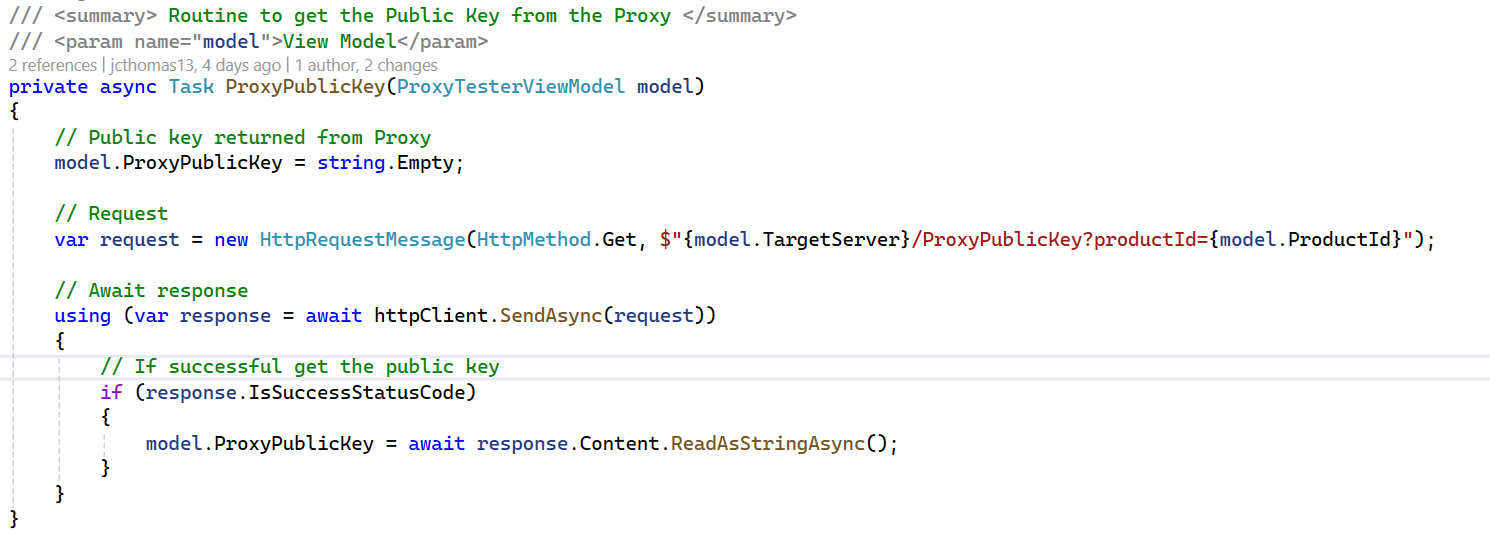 /// <summary> Routine to get the Public Key from the Proxy </summary>
/// <param name="model">View Model</param>
2 references | jcthomas13, 4 days ago | 1 author, 2 changes
private async Task ProxyPublicKey(ProxyTesterViewModel model)
{
    // Public key returned from Proxy
    model.ProxyPublicKey = string.Empty;

    // Request
    var request = new HttpRequestMessage(HttpMethod.Get, $"{model.TargetServer}/ProxyPublicKey?productId={model.ProductId}");

    // Await response
    using (var response = await httpClient.SendAsync(request))
    {
        // If successful get the public key
        if (response.IsSuccessStatusCode)
        {
            model.ProxyPublicKey = await response.Content.ReadAsStringAsync();
        }
    }
}